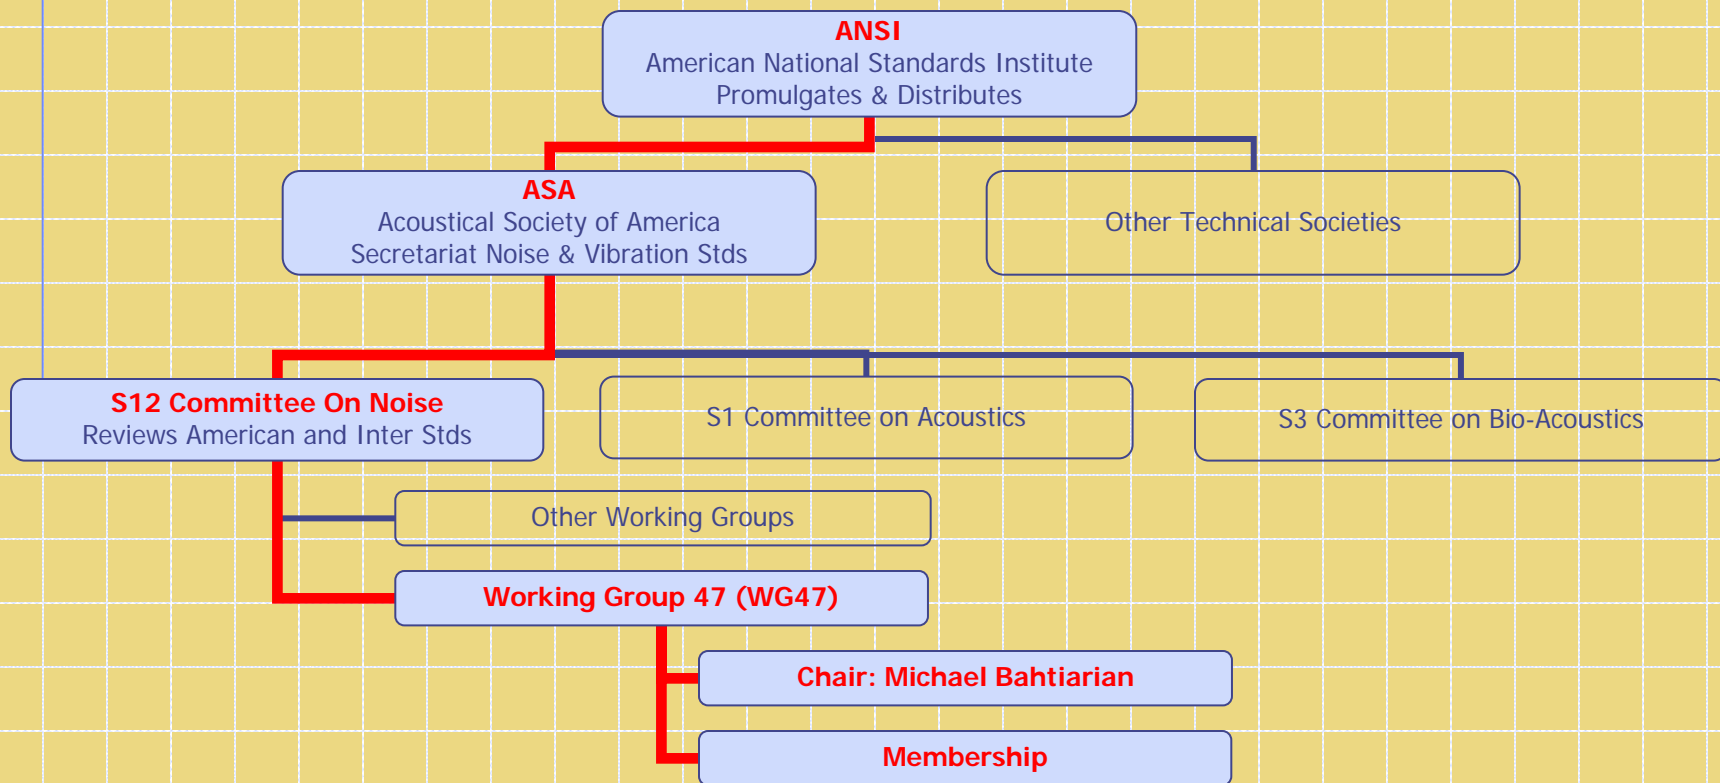 ANSI
American National Standards Institute
Promulgates & Distributes
ASA
Acoustical Society of America
Secretariat Noise & Vibration Stds
Other Technical Societies
S12 Committee On Noise
Reviews American and Inter Stds
S1 Committee on Acoustics
S3 Committee on Bio-Acoustics
Other Working Groups
Working Group 47 (WG47)
Chair: Michael Bahtiarian
Membership